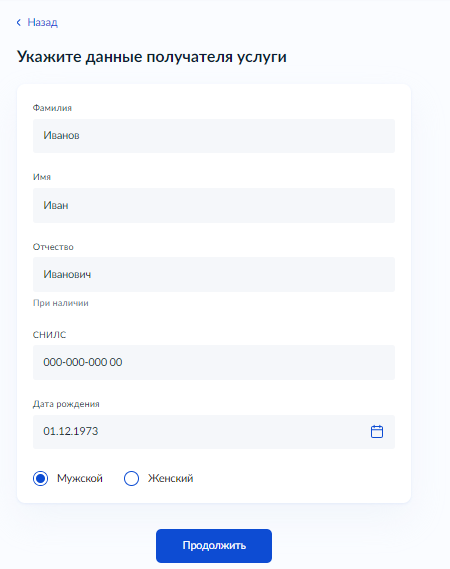 Назад
Укажите данные получателя услуги
Фамилия
Иванов
Имя
Иван
Отчество
Иванович
При наличии
СНИЛС
000-000-000 00
Дата рождения
01.12.1973
Мужской Женский
Продолжить